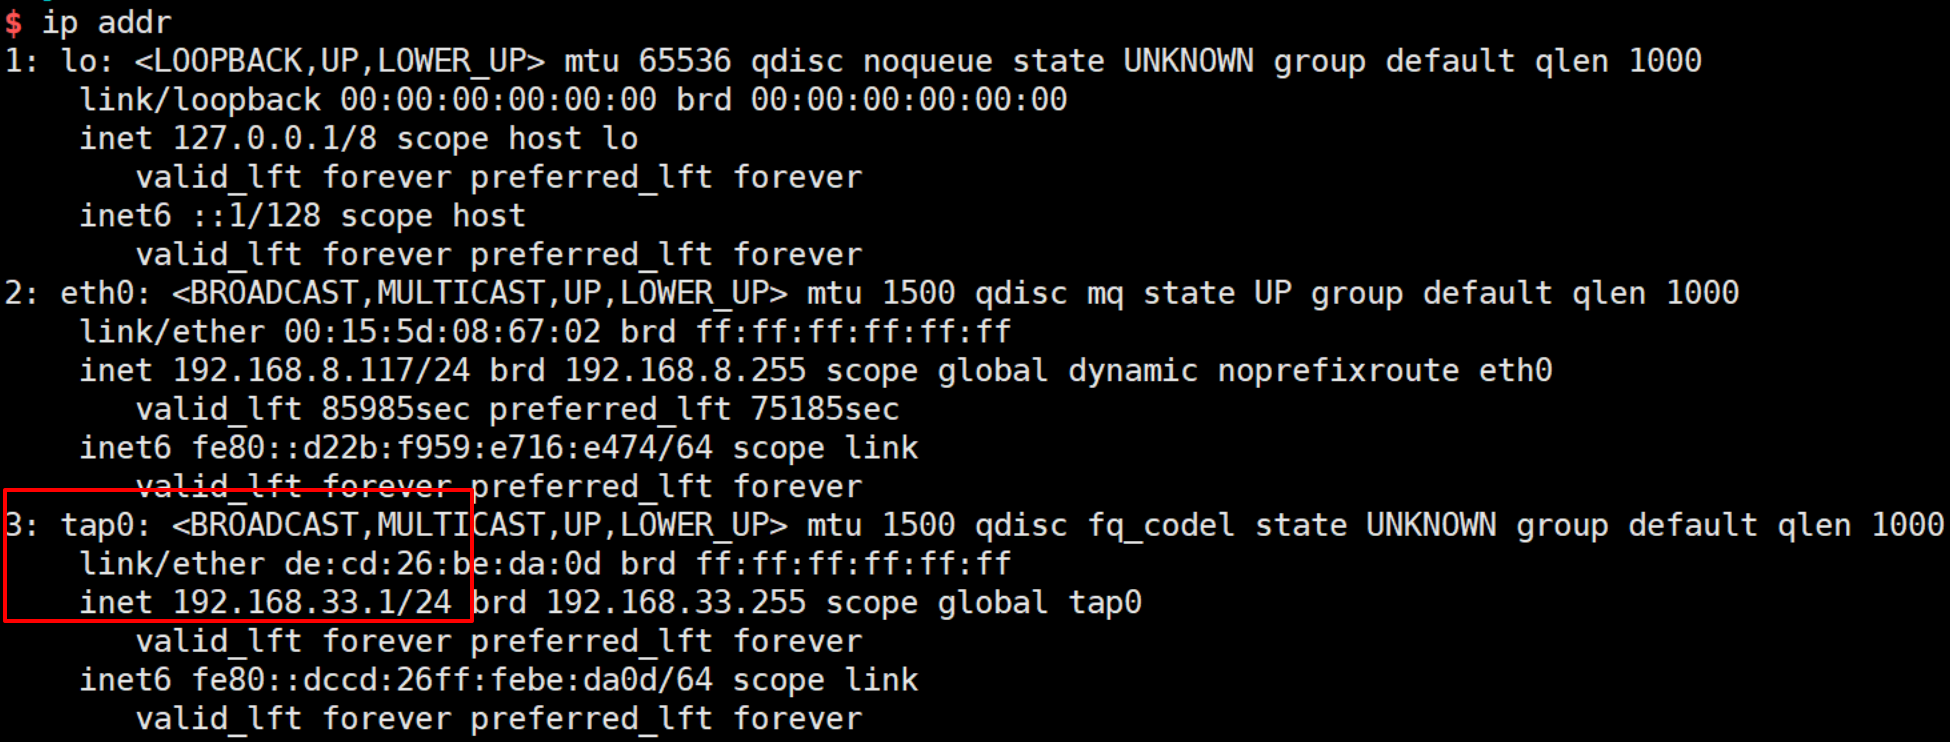 $ ip addr
1: lo: <LOOPBACK,UP,LOWER_UP> mtu 65536 qdisc noqueue state UNKNOWN group default qlen 1000
    link/loopback 00:00:00:00:00:00 brd 00:00:00:00:00:00
    inet 127.0.0.1/8 scope host lo
       valid_lft forever preferred_lft forever
    inet6 ::1/128 scope host
       valid_lft forever preferred_lft forever
2: eth0: <BROADCAST,MULTICAST,UP,LOWER_UP> mtu 1500 qdisc mq state UP group default qlen 1000
    link/ether 00:15:5d:08:67:02 brd ff:ff:ff:ff:ff:ff
    inet 192.168.8.117/24 brd 192.168.8.255 scope global dynamic noprefixroute eth0
       valid_lft 85985sec preferred_lft 75185sec
    inet6 fe80::d22b:f959:e716:e474/64 scope link
       valid_lft forever preferred_lft forever
3: tap0: <BROADCAST,MULTICAST,UP,LOWER_UP> mtu 1500 qdisc fq_codel state UNKNOWN group default qlen 1000
    link/ether de:cd:26:be:da:0d brd ff:ff:ff:ff:ff:ff
    inet 192.168.33.1/24 brd 192.168.33.255 scope global tap0
       valid_lft forever preferred_lft forever
    inet6 fe80::dccd:26ff:febe:da0d/64 scope link
       valid_lft forever preferred_lft forever